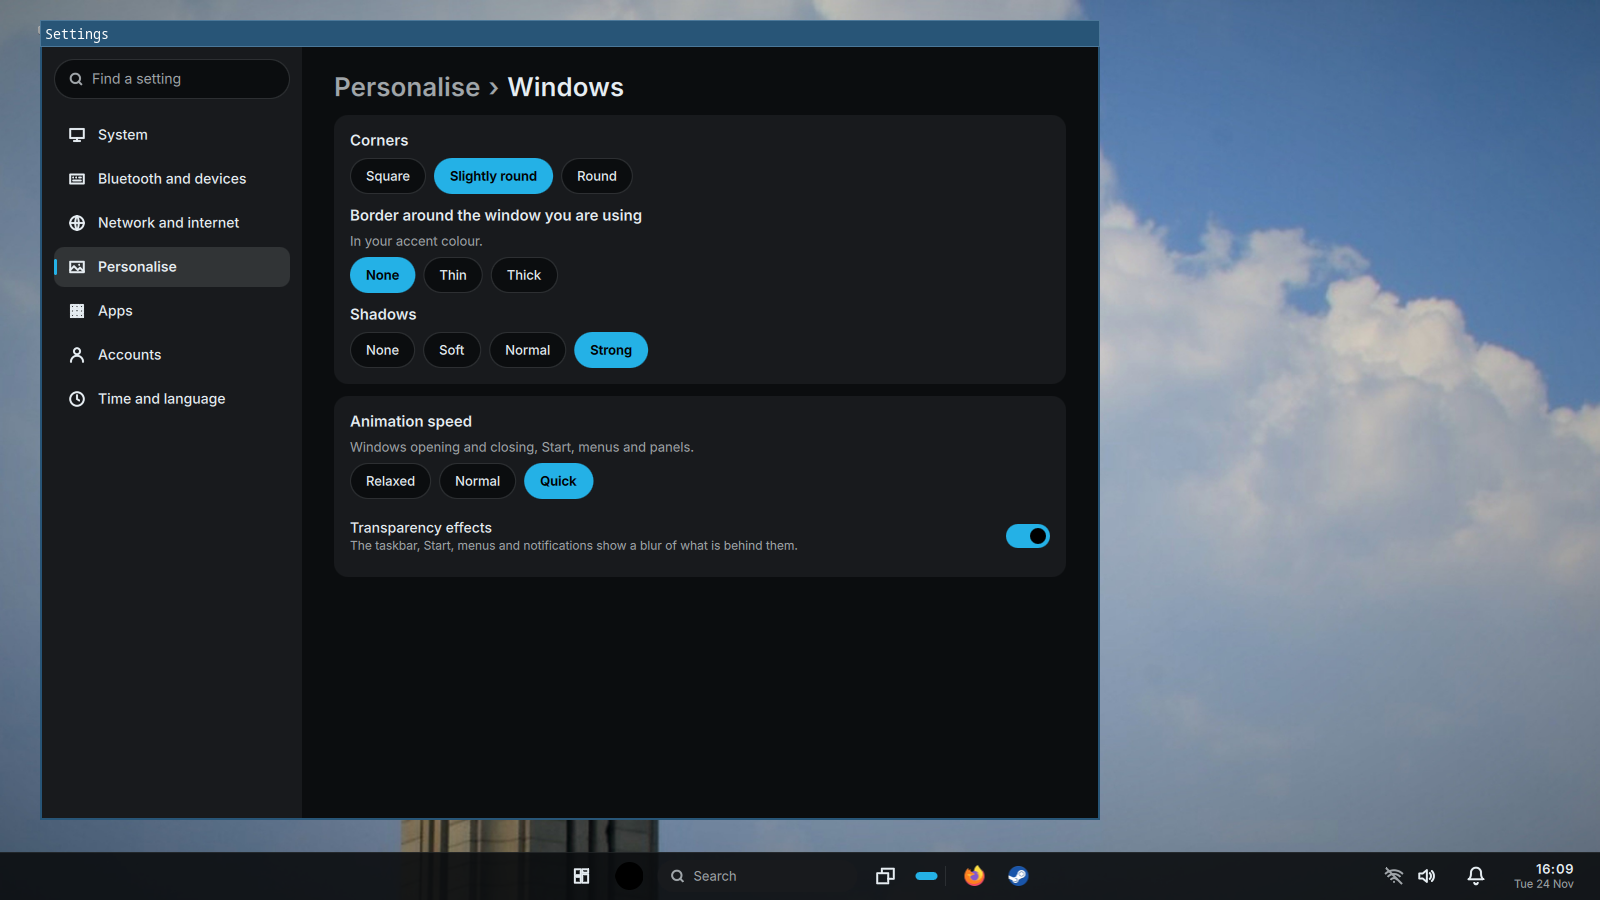 Settings
Find a setting
System
Bluetooth and devices
Network and internet
Personalise
Apps
Accounts
Time and language
Personalise › Windows
Corners
Square Slightly round Round
Border around the window you are using
In your accent colour.
None Thin Thick
Shadows
None Soft Normal Strong
Animation speed
Windows opening and closing, Start, menus and panels.
Relaxed Normal Quick
Transparency effects
The taskbar, Start, menus and notifications show a blur of what is behind them.
Search
16:09
Tue 24 Nov